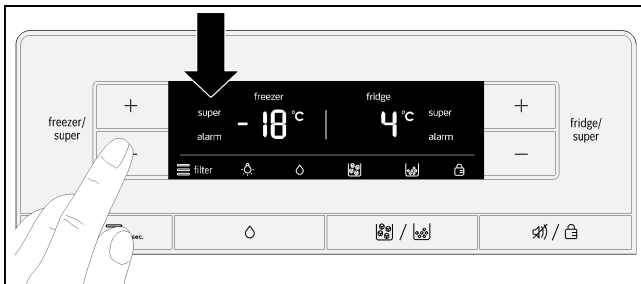 freezer/
super
+
−
freezer
super
alarm
- 18 °C
fridge
4 °C
super
alarm
filter
+
−
fridge/
super
sec.
/
/